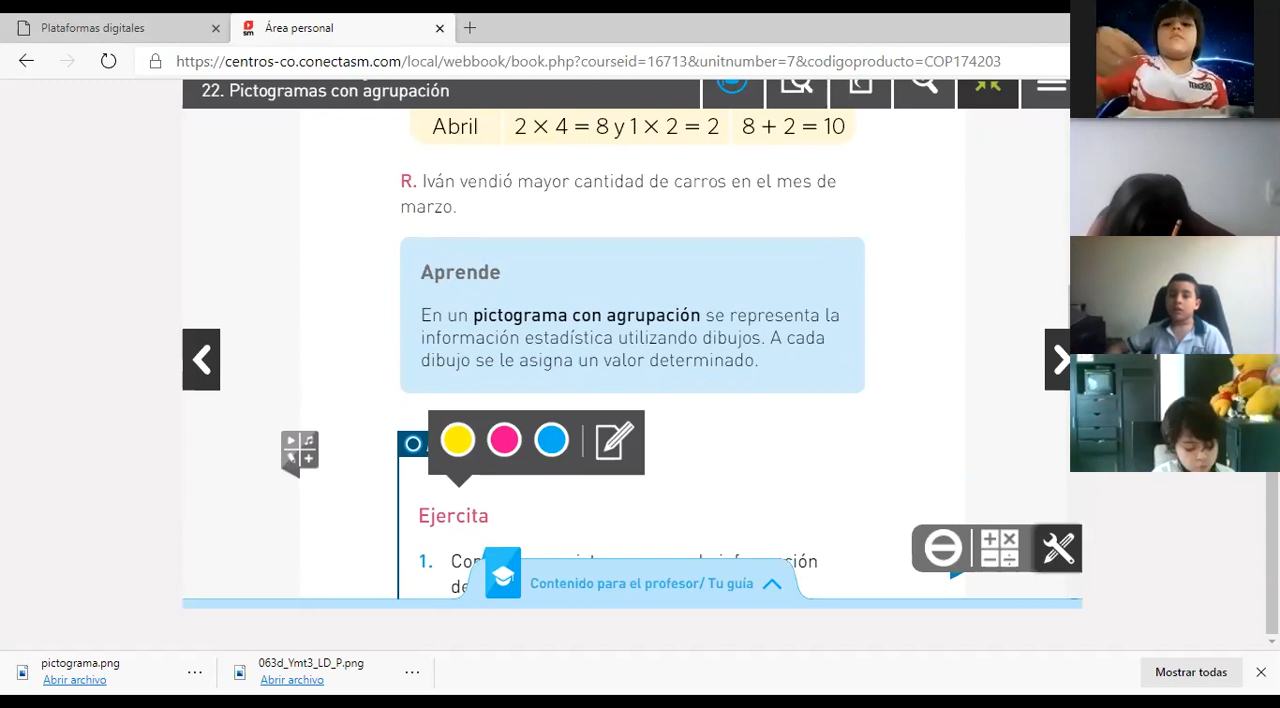 Plataformas digitales
Área personal
https://centros-co.conectasm.com/local/webbook/book.php?courseid=16713&unitnumber=7&codigoproducto=COP174203
22. Pictogramas con agrupación
Abril 2 × 4 = 8 y 1 × 2 = 2 8 + 2 = 10
R. Iván vendió mayor cantidad de carros en el mes de
marzo.
Aprende
En un pictograma con agrupación se representa la
información estadística utilizando dibujos. A cada
dibujo se le asigna un valor determinado.
Ejercita
1.
Contenido para el profesor/ Tu guía
pictograma.png
Abrir archivo
063d_Ymt3_LD_P.png
Abrir archivo
Mostrar todas
TERCERO
sm